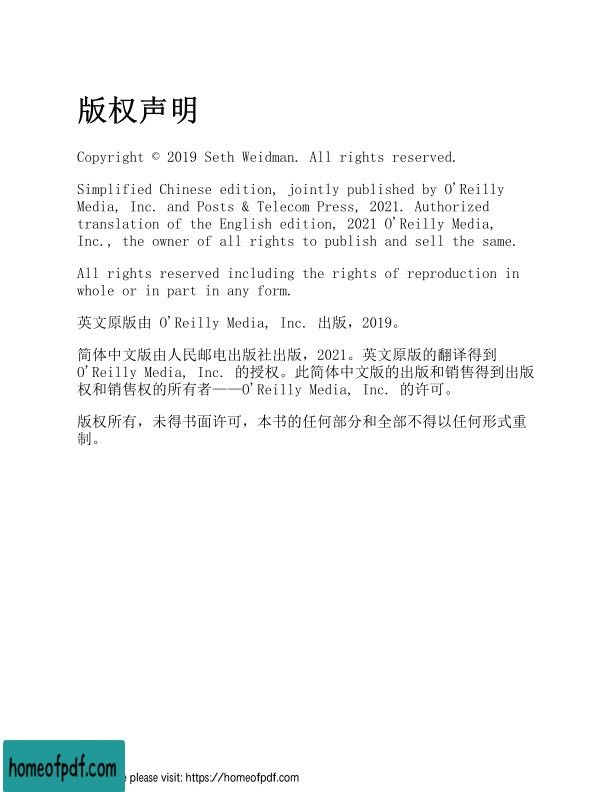 版权声明
Copyright © 2019 Seth Weidman. All rights reserved.
Simplified Chinese edition, jointly published by O'Reilly
Media, Inc. and Posts & Telecom Press, 2021. Authorized
translation of the English edition, 2021 O'Reilly Media,
Inc., the owner of all rights to publish and sell the same.
All rights reserved including the rights of reproduction in
whole or in part in any form.
英文原版由 O'Reilly Media, Inc. 出版，2019。
简体中文版由人民邮电出版社出版，2021。英文原版的翻译得到
O'Reilly Media, Inc. 的授权。此简体中文版的出版和销售得到出版
权和销售权的所有者——O'Reilly Media, Inc. 的许可。
版权所有，未得书面许可，本书的任何部分和全部不得以任何形式重
制。
homeofpdf.com
please visit: https://homeofpdf.com